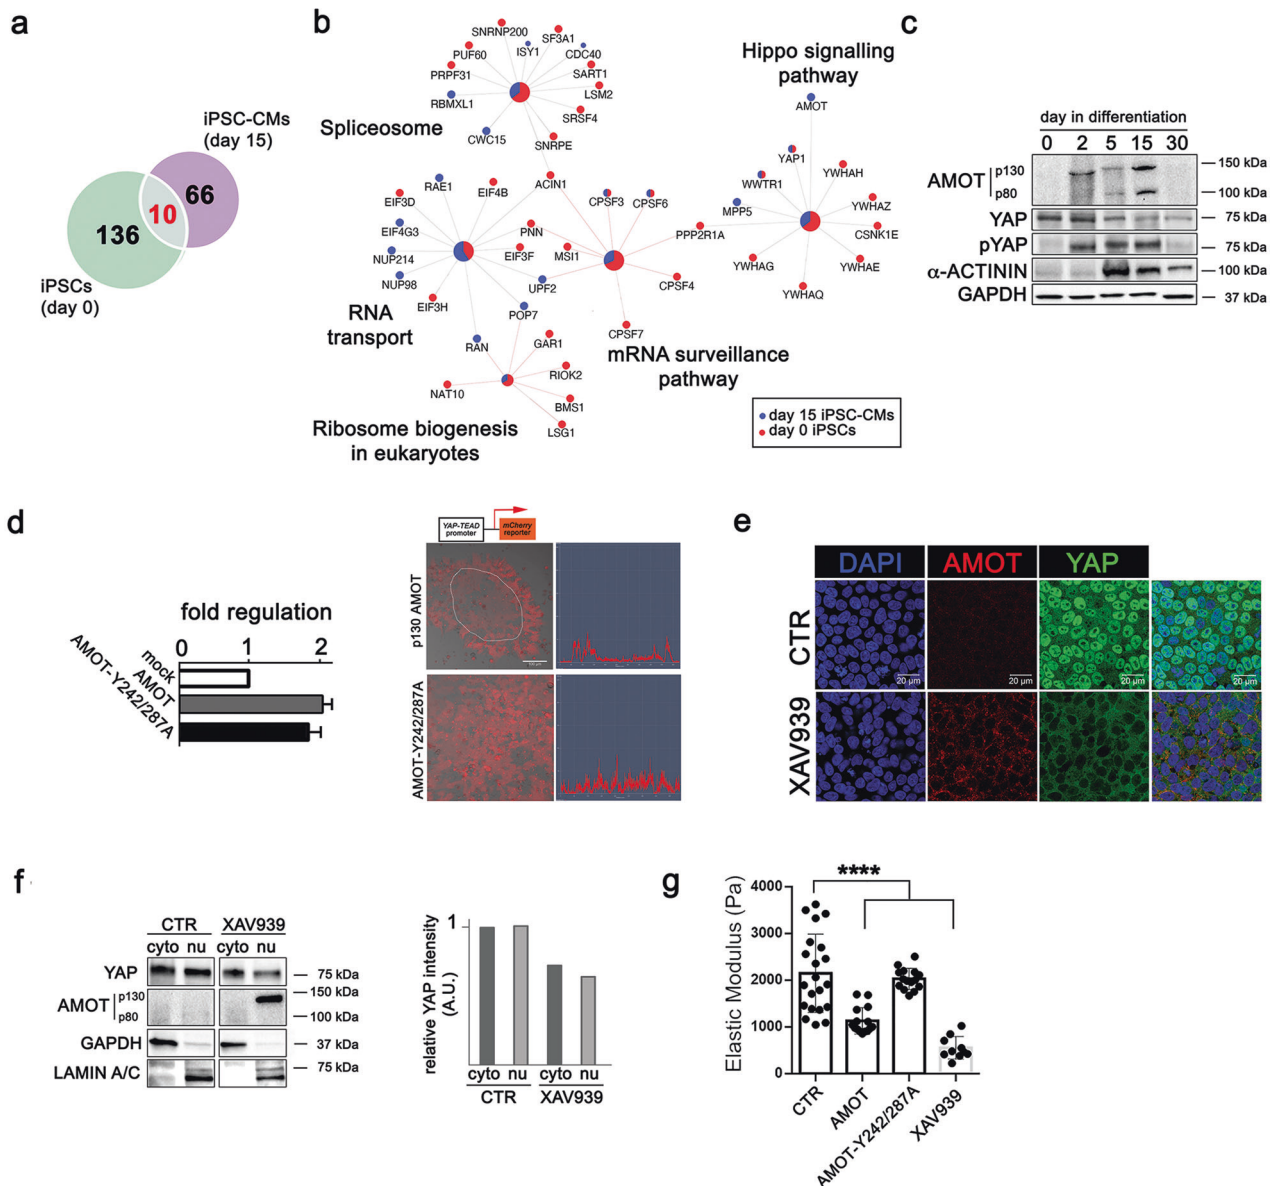 a
iPSC-CMs
(day 15)
66
10
136
iPSCs
(day 0)
b
SNRNP200
SF3A1
ISY1
CDC40
PUF60
PRPF31
SART1
LSM2
RBMXL1
SRSF4
CWC15
SNRPE
Spliceosome
Hippo signalling
pathway
AMOT
YAP1
YWHAH
WWTR1
MPP5
YWHAZ
CSNK1E
PPP2R1A
YWHAG
YWHAE
YWHAQ
RAE1
EIF4B
ACIN1
EIF3D
CPSF3
CPSF6
EIF4G3
PNN
NUP214
EIF3F
MSI1
NUP98
UPF2
CPSF4
EIF3H
POP7
RNA
transport
CPSF7
mRNA surveillance
pathway
RAN
GAR1
NAT10
RIOK2
BMS1
LSG1
Ribosome biogenesis
in eukaryotes
day 15 iPSC-CMs
day 0 iPSCs
c
day in differentiation
0 2 5 15 30
AMOT p130 p80
150 kDa
100 kDa
YAP 75 kDa
pYAP 75 kDa
α-ACTININ 100 kDa
GAPDH 37 kDa
d
fold regulation
0 1 2
mock
AMOT
AMOT-Y242/287A
YAP-TEAD
promoter
mCherry
reporter
p130 AMOT
AMOT-Y242/287A
e
DAPI AMOT YAP
CTR
20 µm 20 µm 20 µm 20 µm
XAV939
f
CTR XAV939
cyto nu cyto nu
YAP 75 kDa
AMOT p130 p80
150 kDa
100 kDa
GAPDH 37 kDa
LAMIN A/C 75 kDa
relative YAP intensity
(A.U.)
1
cyto nu cyto nu
CTR XAV939
g
****
Elastic Modulus (Pa)
4000
3000
2000
1000
0
CTR
AMOT
AMOT-Y242/287A
XAV939